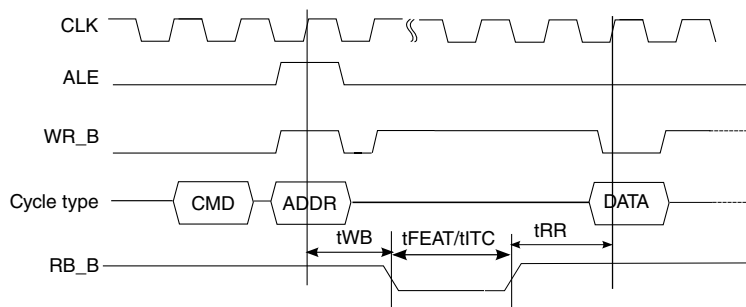 CLK
ALE
WR_B
Cycle type
CMD
ADDR
DATA
tWB
tFEAT/tITC
tRR
RB_B